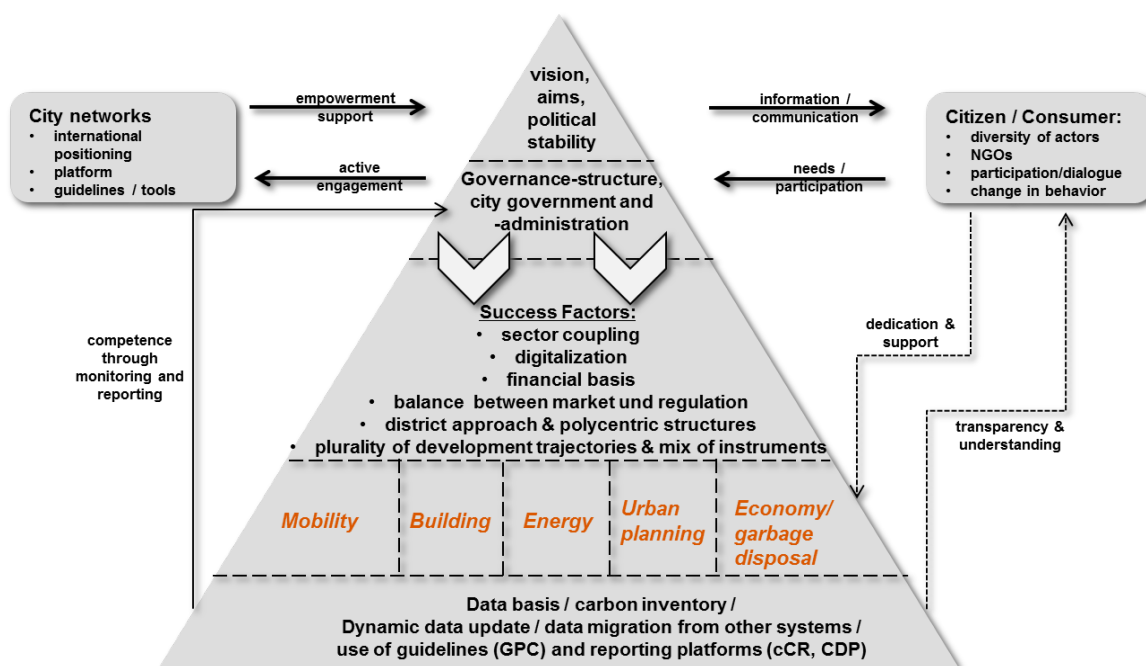 vision,
aims,
political
stability
City networks
• international
positioning
• platform
• guidelines / tools
empowerment
support
active
engagement
information /
communication
needs /
participation
Citizen / Consumer:
• diversity of actors
• NGOs
• participation/dialogue
• change in behavior
Governance-structure,
city government and
-administration
competence
through
monitoring and
reporting
Success Factors:
• sector coupling
• digitalization
• financial basis
• balance between market und regulation
• district approach & polycentric structures
• plurality of development trajectories & mix of instruments
dedication &
support
transparency &
understanding
Mobility
Building
Energy
Urban
planning
Economy/
garbage
disposal
Data basis / carbon inventory /
Dynamic data update / data migration from other systems /
use of guidelines (GPC) and reporting platforms (cCR, CDP)